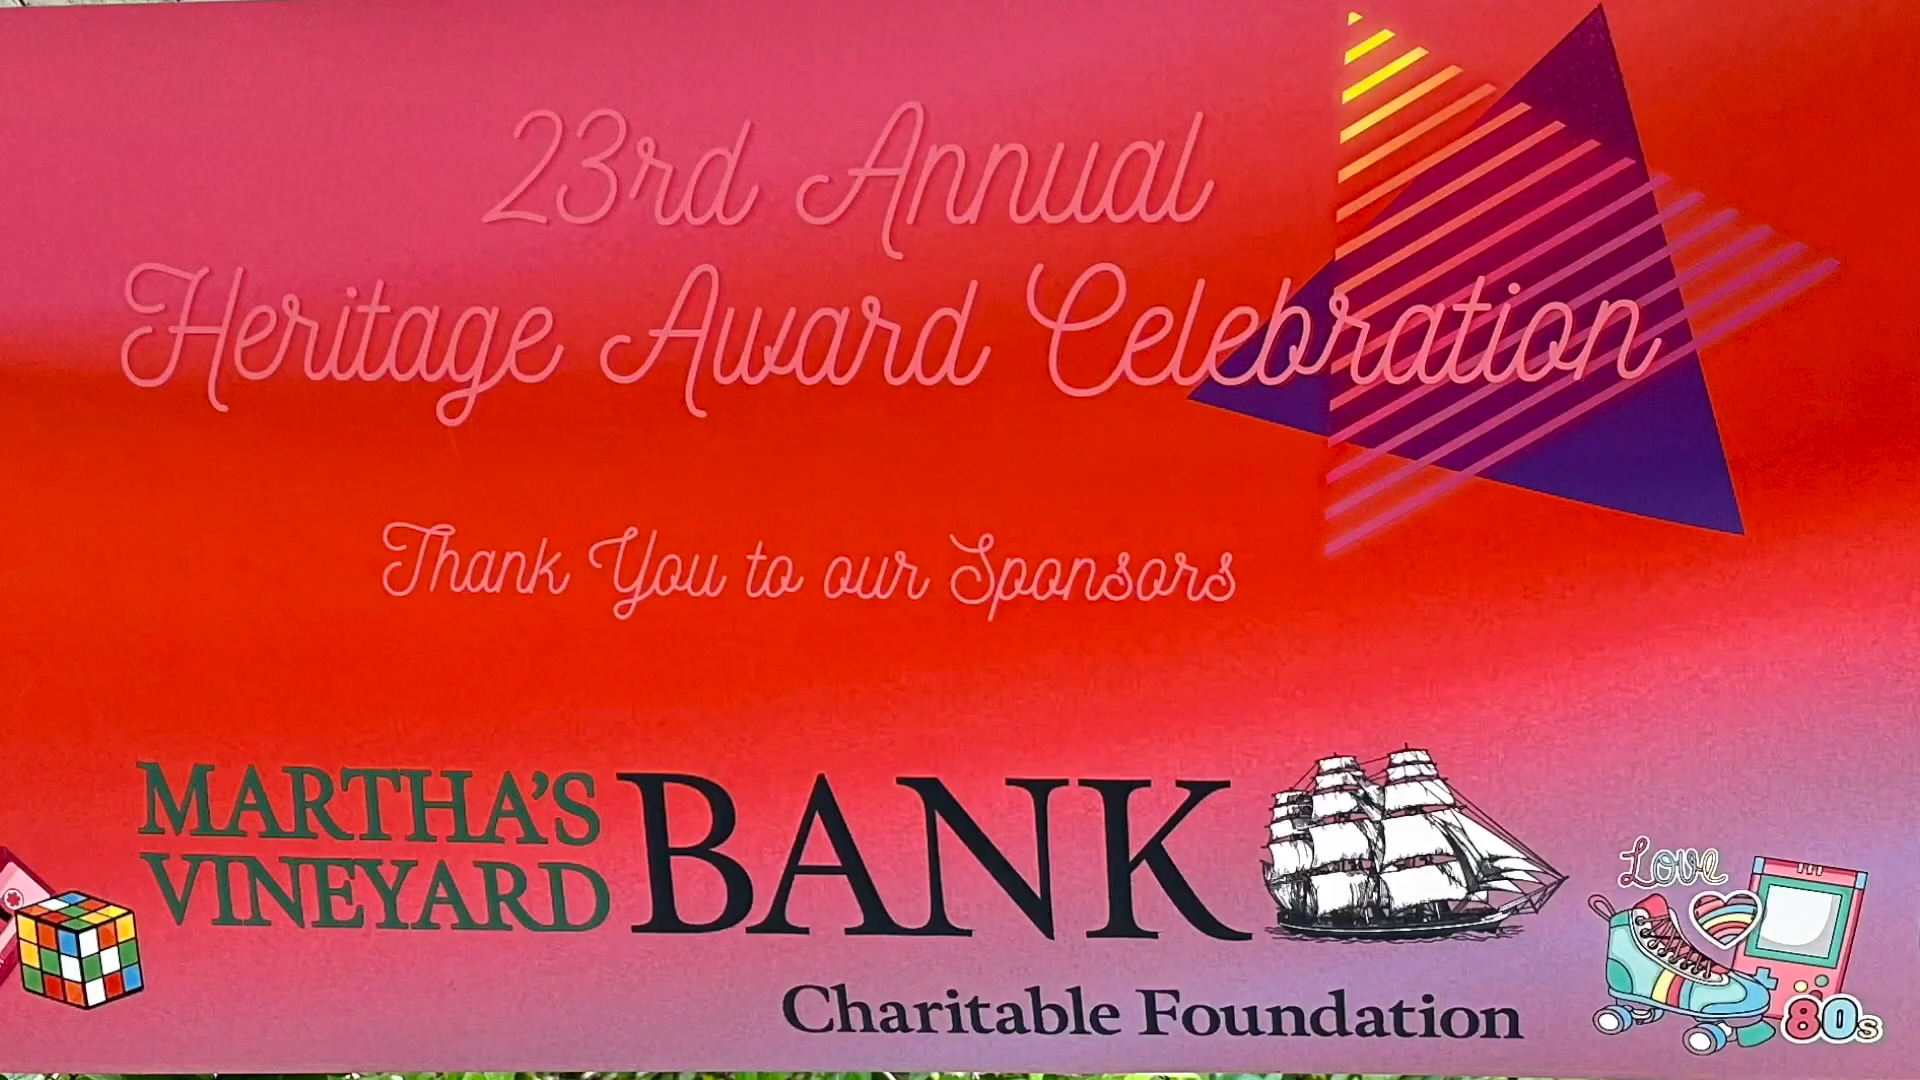 23rd Annual
Heritage Award Celebration
Thank You to our Sponsors
MARTHA'S
VINEYARD
BANK
Charitable Foundation
Love
80s